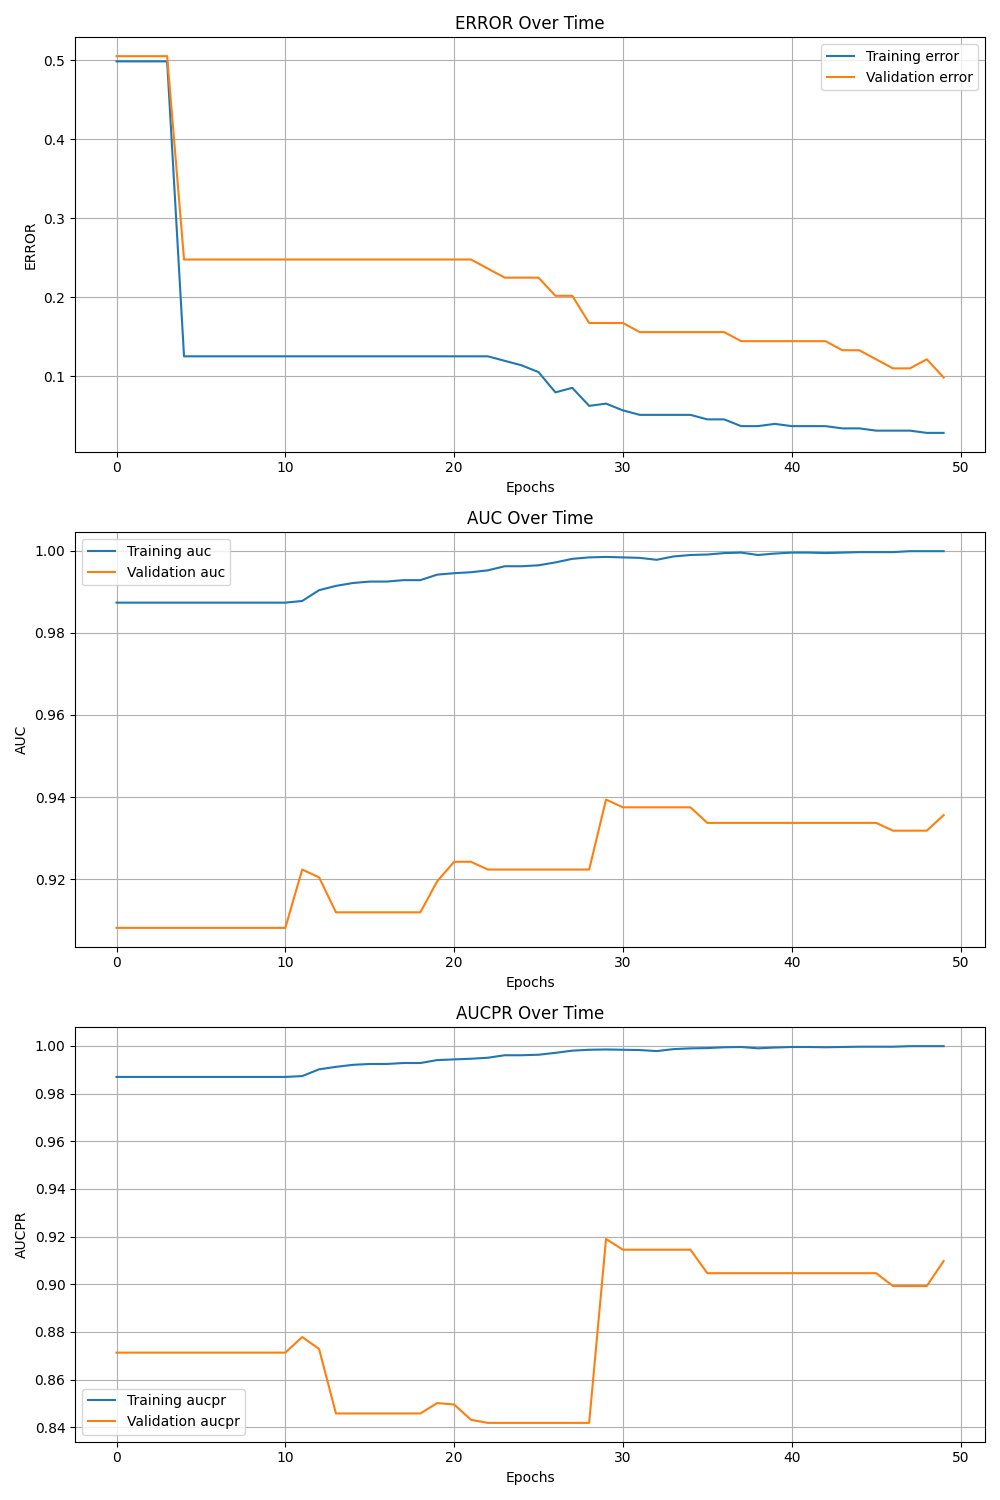 ERROR Over Time
Training error
Validation error
0.5
0.4
0.3
0.2
0.1
ERROR
0 10 20 30 40 50
Epochs
AUC Over Time
Training auc
Validation auc
1.00
0.98
0.96
0.94
0.92
AUC
0 10 20 30 40 50
Epochs
AUCPR Over Time
1.00
0.98
0.96
0.94
0.92
0.90
0.88
0.86
0.84
AUCPR
Training aucpr
Validation aucpr
0 10 20 30 40 50
Epochs